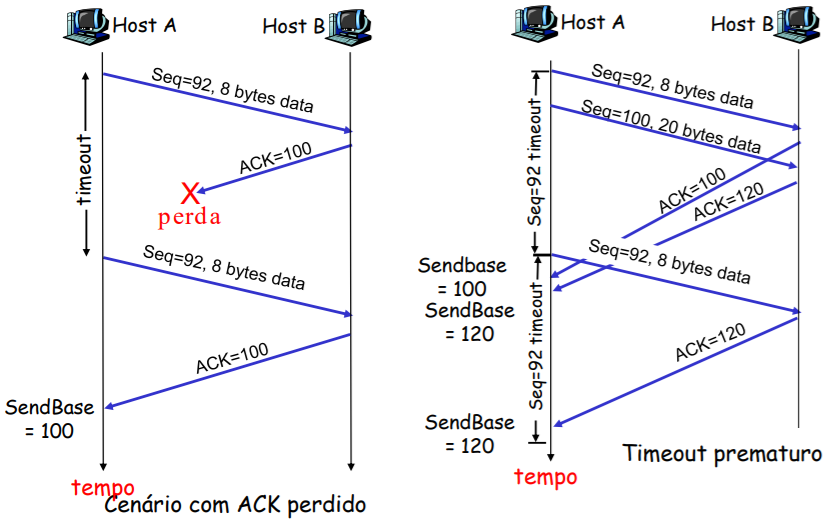 Host A
Host B
Seq=92, 8 bytes data
timeout
ACK=100
X
perda
Seq=92, 8 bytes data
ACK=100
SendBase
= 100
tempo
Cenário com ACK perdido
Host A
Host B
Seq=92, 8 bytes data
Seq=100, 20 bytes data
Seq=92 timeout
ACK=100
ACK=120
Seq=92, 8 bytes data
Sendbase
= 100
SendBase
= 120
Seq=92 timeout
ACK=120
SendBase
= 120
Timeout prematuro
tempo